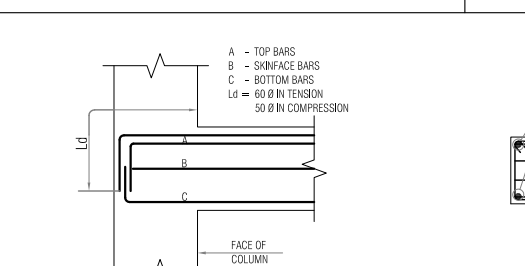 A - TOP BARS
B - SKINFACE BARS
C - BOTTOM BARS
Ld = 60 Ø IN TENSION
50 Ø IN COMPRESSION
Ld
A
B
C
FACE OF
COLUMN